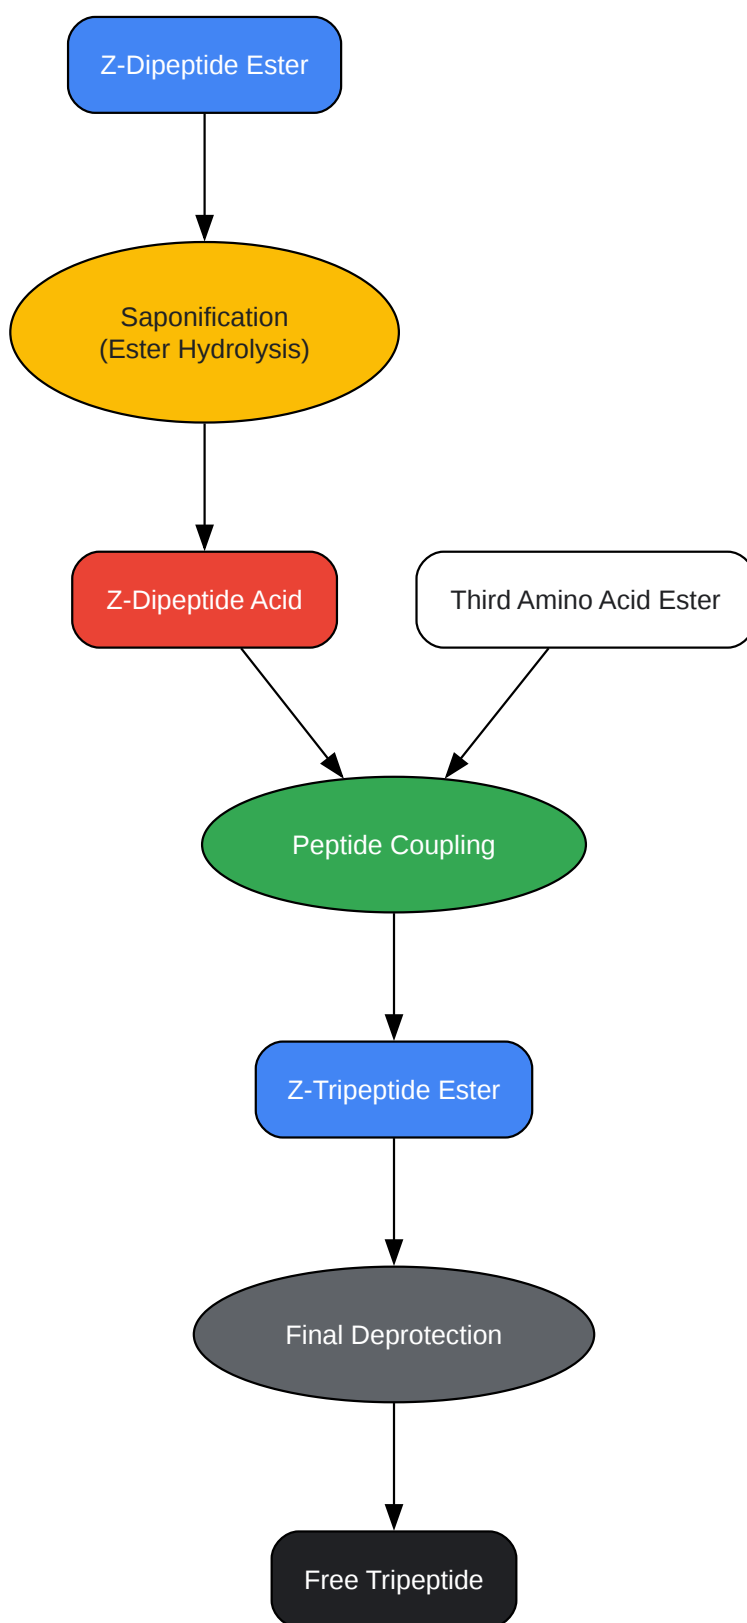 Z-Dipeptide Ester
Saponification
(Ester Hydrolysis)
Z-Dipeptide Acid
Third Amino Acid Ester
Peptide Coupling
Z-Tripeptide Ester
Final Deprotection
Free Tripeptide